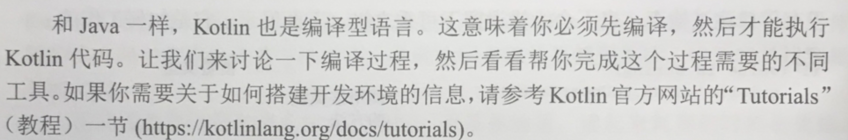 和 Java 一样，Kotlin 也是编译型语言。这意味着你必须先编译，然后才能执行
Kotlin 代码。让我们来讨论一下编译过程，然后看看帮你完成这个过程需要的不同
工具。如果你需要关于如何搭建开发环境的信息，请参考 Kotlin 官方网站的“Tutorials”
（教程）一节 (https://kotlinlang.org/docs/tutorials)。